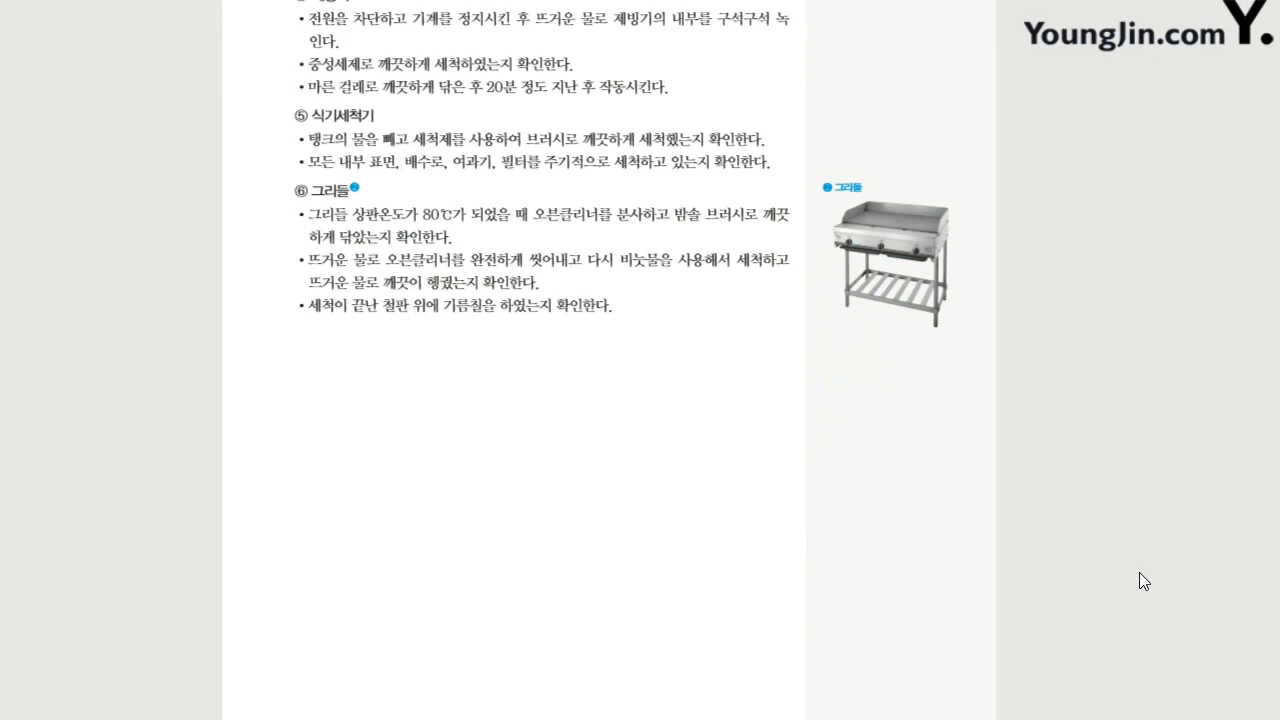 • 전원을 차단하고 기계를 정지시킨 후 뜨거운 물로 제빙기의 내부를 구석구석 녹
인다.
• 중성세제로 깨끗하게 세척하였는지 확인한다.
• 마른 걸레로 깨끗하게 닦은 후 20분 정도 지난 후 작동시킨다.
⑤ 식기세척기
• 탱크의 물을 빼고 세척제를 사용하여 브러시로 깨끗하게 세척했는지 확인한다.
• 모든 내부 표면, 배수로, 여과기, 필터를 주기적으로 세척하고 있는지 확인한다.
⑥ 그리들❷
• 그리들 상판온도가 80℃가 되었을 때 오븐클리너를 분사하고 밤솔 브러시로 깨끗
하게 닦았는지 확인한다.
• 뜨거운 물로 오븐클리너를 완전하게 씻어내고 다시 비눗물을 사용해서 세척하고
뜨거운 물로 깨끗이 헹궜는지 확인한다.
• 세척이 끝난 철판 위에 기름칠을 하였는지 확인한다.
❷ 그리들
YoungJin.com Y.